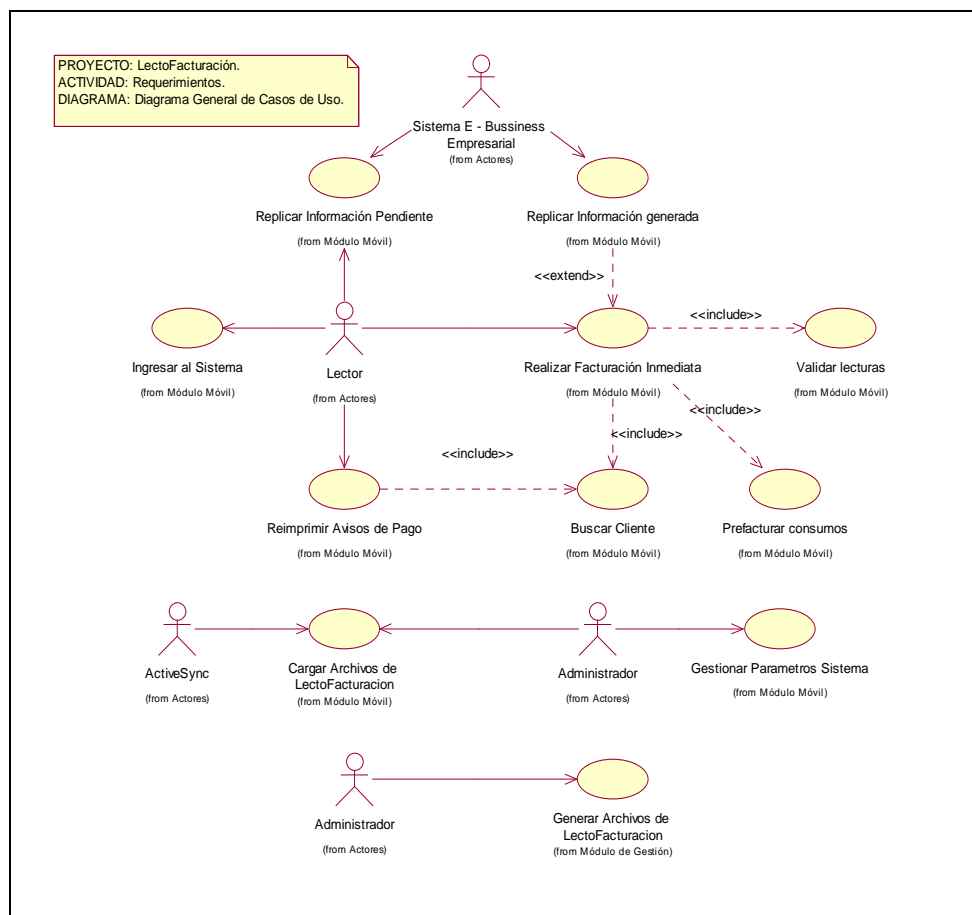 PROYECTO: LectoFacturación.
ACTIVIDAD: Requerimientos.
DIAGRAMA: Diagrama General de Casos de Uso.
Sistema E - Bussiness
Empresarial
(from Actores)
Replicar Información Pendiente
(from Módulo Móvil)
Replicar Información generada
(from Módulo Móvil)
<<extend>>
<<include>>
Ingresar al Sistema
(from Módulo Móvil)
Lector
(from Actores)
Realizar Facturación Inmediata
(from Módulo Móvil)
Validar lecturas
(from Módulo Móvil)
<<include>>
<<include>>
<<include>>
Reimprimir Avisos de Pago
(from Módulo Móvil)
Buscar Cliente
(from Módulo Móvil)
Prefacturar consumos
(from Módulo Móvil)
ActiveSync
(from Actores)
Cargar Archivos de
LectoFacturacion
(from Módulo Móvil)
Administrador
(from Actores)
Gestionar Parametros Sistema
(from Módulo Móvil)
Administrador
(from Actores)
Generar Archivos de
LectoFacturacion
(from Módulo de Gestión)